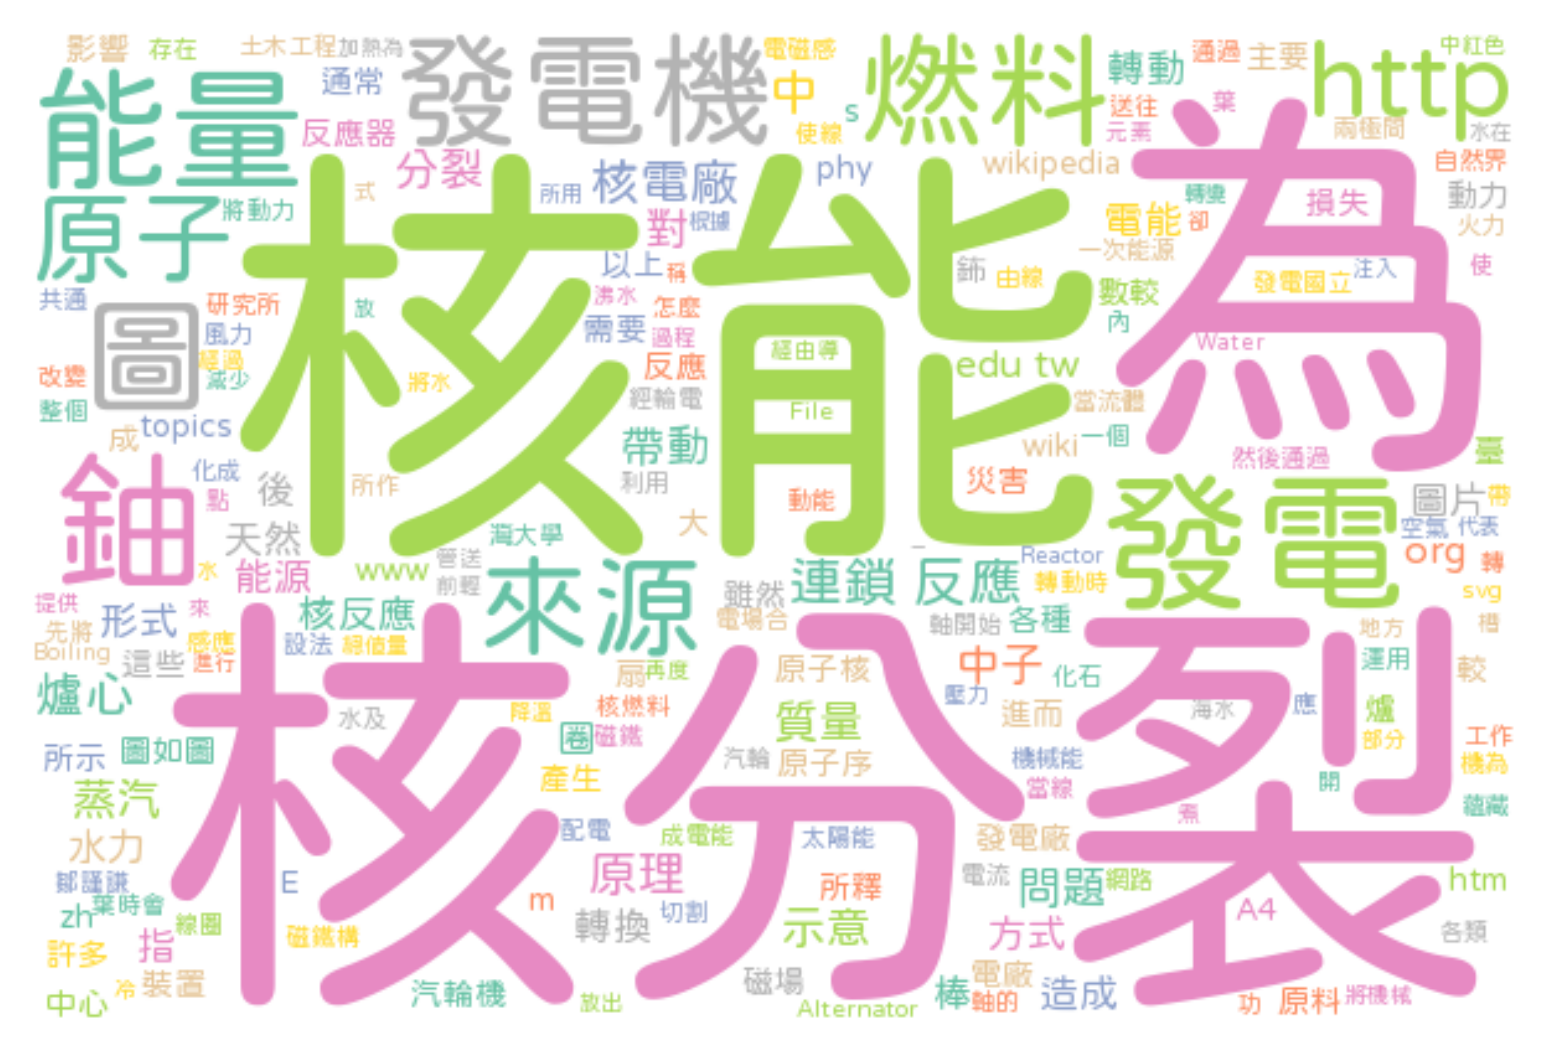 影響
存在
土木工程
加熱為
發電機
電磁感
燃料
轉動
通過
主要
http
中紅色
能量
通常
中
s
使線
送往
葉
元素
兩極間
水在
反應器
分裂
式
所用
核電廠
phy
wikipedia
轉變
損失
自然界
動力
原子
將動力
核能
對
根據
電能
卻
為
火力
以上
稱
鈽
由線
一次能源
發電國立
注入
使
共通
研究所
放
沸水
怎麼
數較
內
圖
風力
經過
需要
過程
經由導
Water
改變
減少
將水
反應
edu tw
整個
經輪電
File
當流體
成
topics
帶動
wiki
一個
然後通過
臺
鈾
化成
點
後
所作
利用
動能
災害
圖片
帶
天然
海大學
大
發電
空氣
代表
水
能源
www
管送
前輕
來源
連鎖
反應
Reactor
轉動時
org
轉
提供
來
形式
核反應
雖然
電場合
軸開始
各種
svg
先將
感應
設法
絕值量
地方
槽
Boiling
這些
進行
核分裂
扇
再度
原子核
中子
化石
運用
較
爐心
水及
降溫
核燃料
質量
壓力
進而
海水
應
爐
所示
圖如圖
卷
磁鐵
汽輪
原子序
機械能
部分
工作
機為
蒸汽
產生
當線
煮
開
蘊藏
水力
配電
成電能
太陽能
發電廠
鄒謹謙
E
原理
所釋
電流
問題
網路
htm
zh
葉時會
線圈
m
轉換
切割
示意
方式
A4
各類
許多
指
磁鐵構
中心
冷
裝置
汽輪機
放出
磁場
Alternator
棒
電廠
軸的
造成
功
原料
將機械